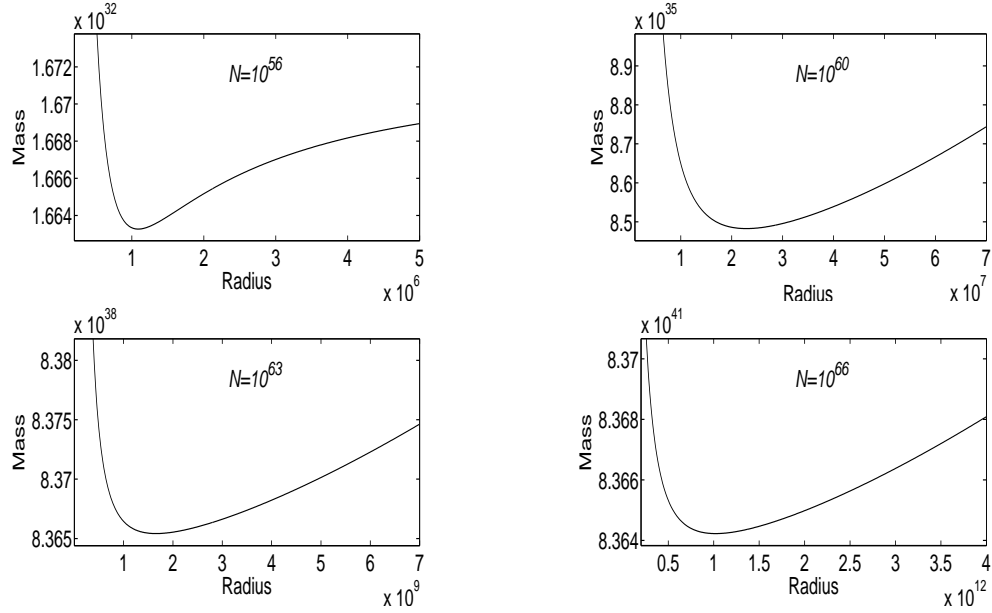 x 10^32
Mass
1.672
1.67
1.668
1.666
1.664
N=10^56
1 2 3 4 5
Radius
x 10^6
x 10^35
Mass
8.9
8.8
8.7
8.6
8.5
N=10^60
1 2 3 4 5 6 7
Radius
x 10^7
x 10^38
Mass
8.38
8.375
8.37
8.365
N=10^63
1 2 3 4 5 6 7
Radius
x 10^9
x 10^41
Mass
8.37
8.368
8.366
8.364
N=10^66
0.5 1 1.5 2 2.5 3 3.5 4
Radius
x 10^12